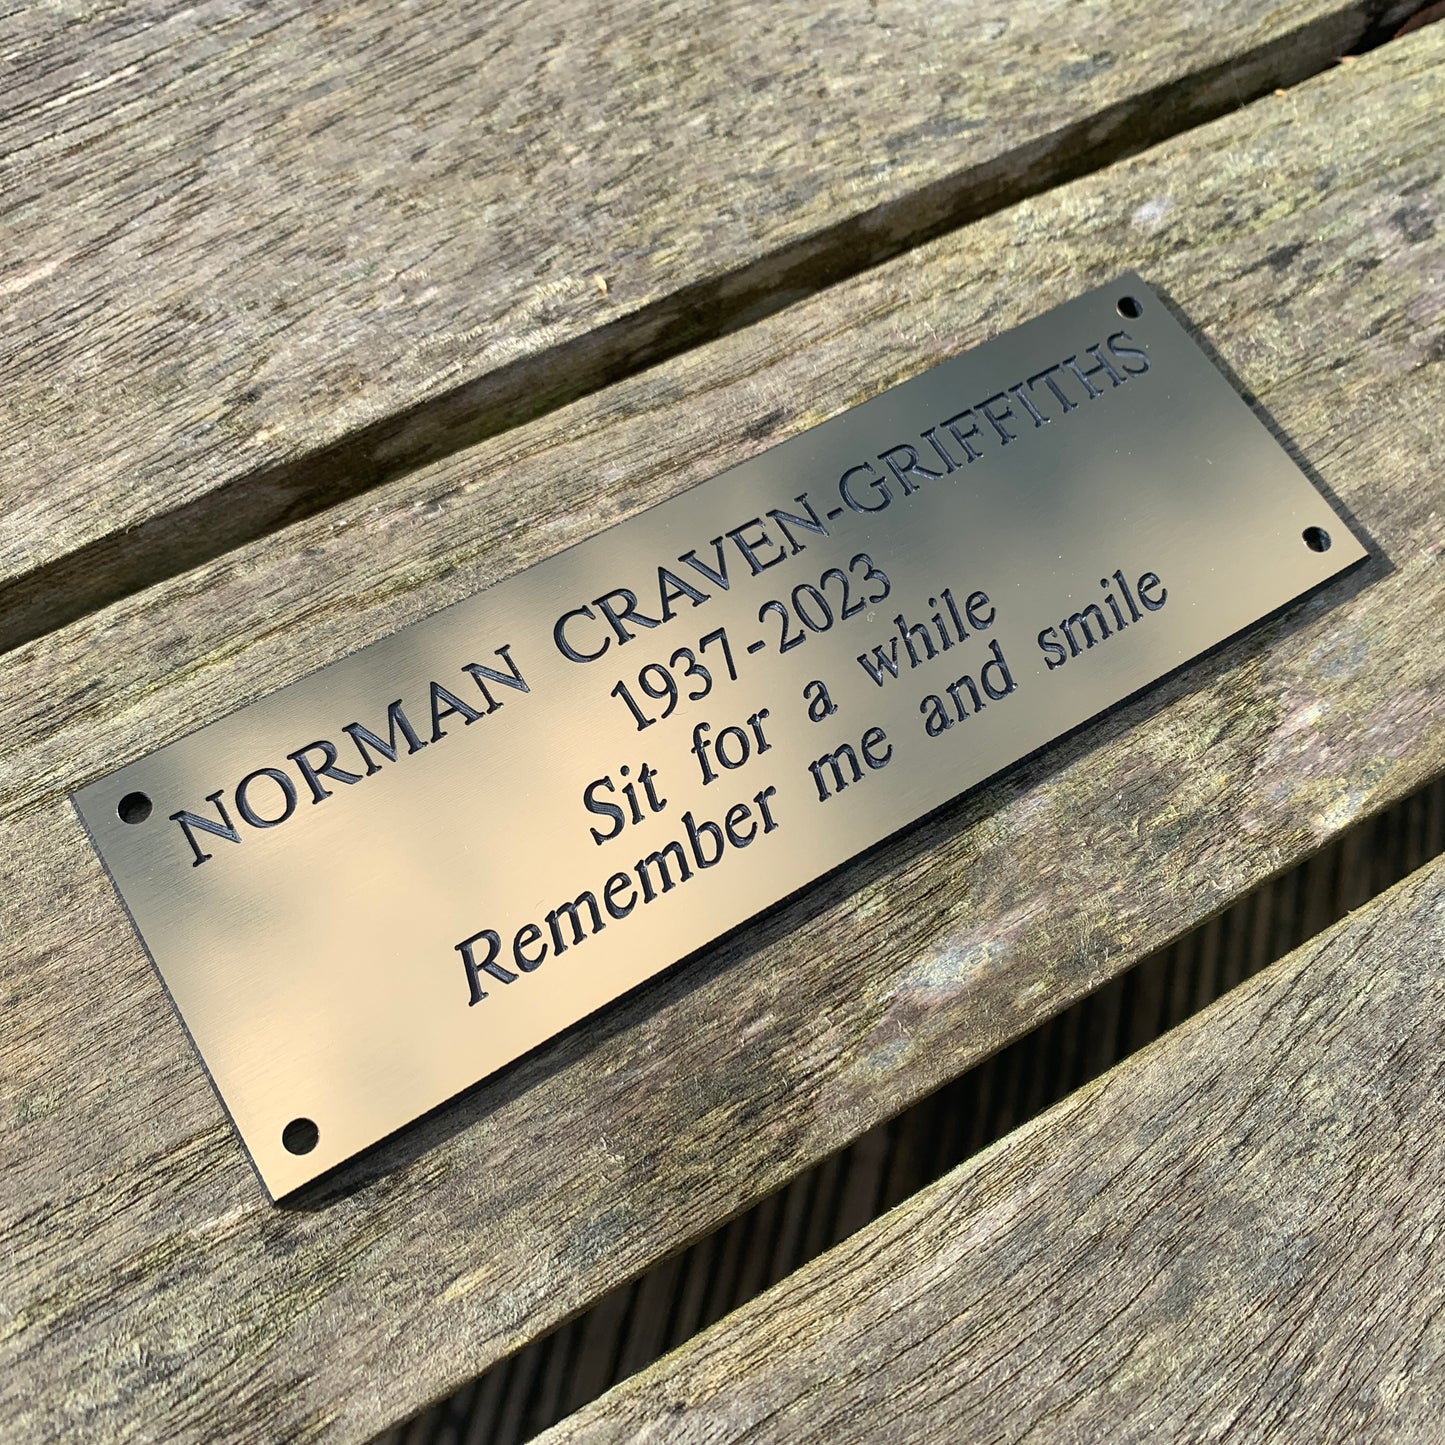 NORMAN CRAVEN-GRIFFITHS
1937-2023
Sit for a while
Remember me and smile